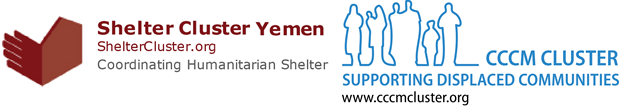 Shelter Cluster Yemen
ShelterCluster.org
Coordinating Humanitarian Shelter
CCCM CLUSTER
SUPPORTING DISPLACED COMMUNITIES
www.cccmcluster.org